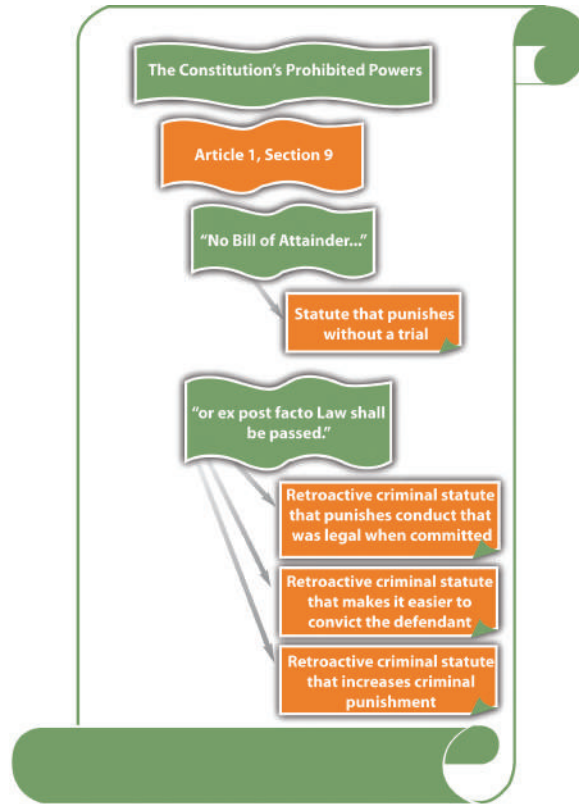 The Constitution's Prohibited Powers
Article 1, Section 9
“No Bill of Attainder...”
Statute that punishes
without a trial
“or ex post facto Law shall
be passed.”
Retroactive criminal statute
that punishes conduct that
was legal when committed
Retroactive criminal statute
that makes it easier to
convict the defendant
Retroactive criminal statute
that increases criminal
punishment